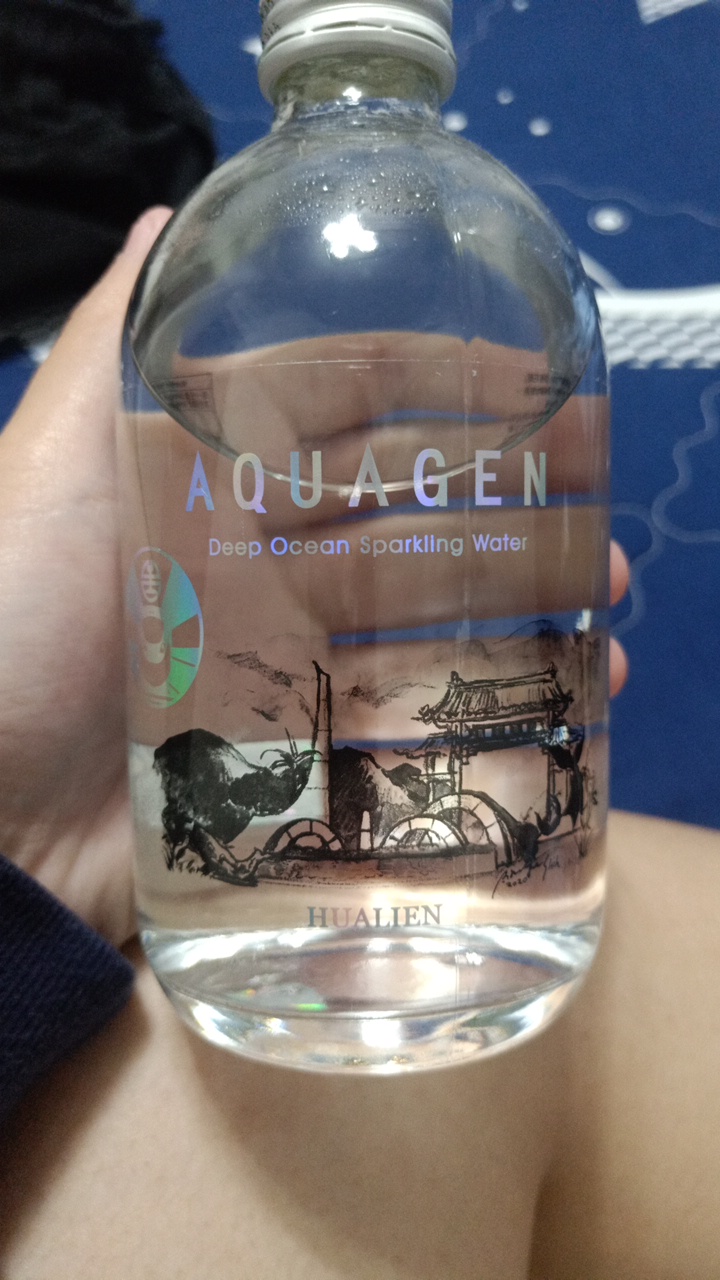 AQUAGEN
Deep Ocean Sparkling Water
HUALIEN